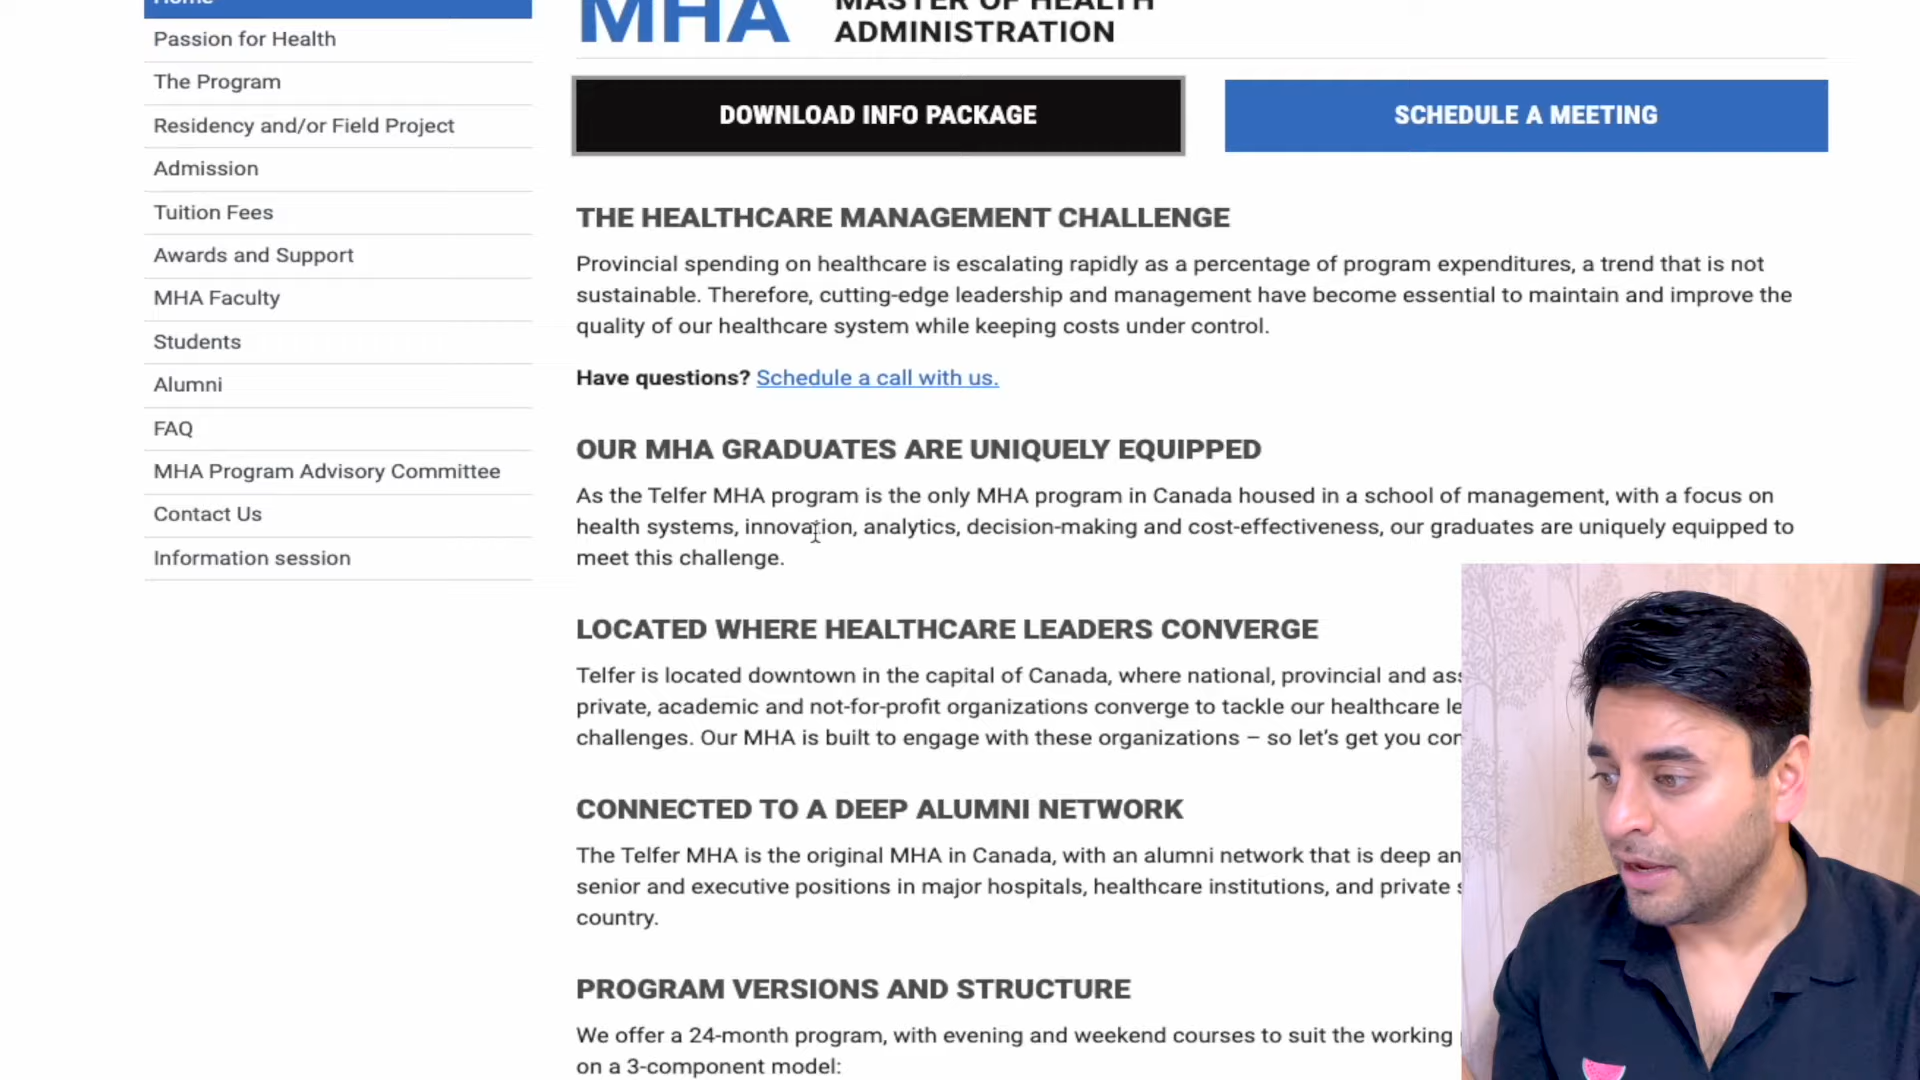 Home
Passion for Health
The Program
Residency and/or Field Project
Admission
Tuition Fees
Awards and Support
MHA Faculty
Students
Alumni
FAQ
MHA Program Advisory Committee
Contact Us
Information session
MHA
MASTER OF HEALTH
ADMINISTRATION
DOWNLOAD INFO PACKAGE
SCHEDULE A MEETING
THE HEALTHCARE MANAGEMENT CHALLENGE
Provincial spending on healthcare is escalating rapidly as a percentage of program expenditures, a trend that is not
sustainable. Therefore, cutting-edge leadership and management have become essential to maintain and improve the
quality of our healthcare system while keeping costs under control.
Have questions? Schedule a call with us.
OUR MHA GRADUATES ARE UNIQUELY EQUIPPED
As the Telfer MHA program is the only MHA program in Canada housed in a school of management, with a focus on
health systems, innovation, analytics, decision-making and cost-effectiveness, our graduates are uniquely equipped to
meet this challenge.
LOCATED WHERE HEALTHCARE LEADERS CONVERGE
Telfer is located downtown in the capital of Canada, where national, provincial and
private, academic and not-for-profit organizations converge to tackle our healthcare
challenges. Our MHA is built to engage with these organizations – so let's get you
CONNECTED TO A DEEP ALUMNI NETWORK
The Telfer MHA is the original MHA in Canada, with an alumni network that is deep
senior and executive positions in major hospitals, healthcare institutions, and private
country.
PROGRAM VERSIONS AND STRUCTURE
We offer a 24-month program, with evening and weekend courses to suit the working
on a 3-component model: